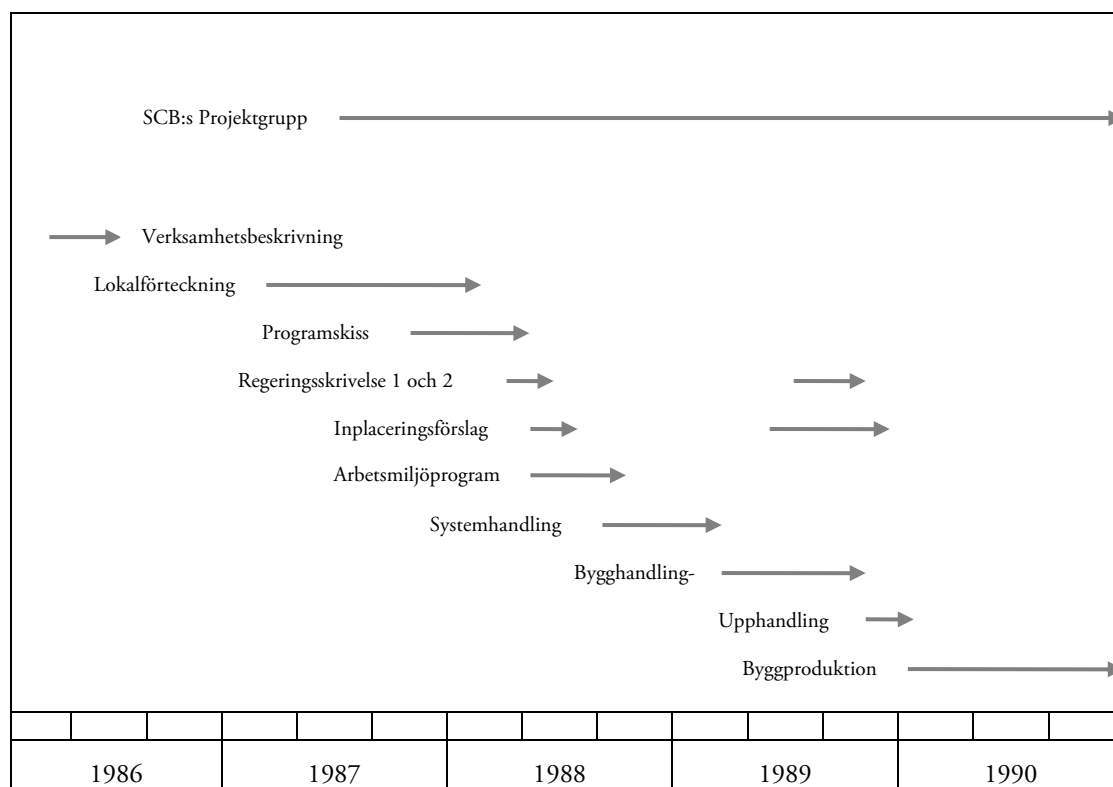 SCB:s Projektgrupp
Verksamhetsbeskrivning
Lokalförteckning
Programskiss
Regeringsskrivelse 1 och 2
Inplaceringsförslag
Arbetsmiljöprogram
Systemhandling
Bygghandling-
Upphandling
Byggproduktion
1986 1987 1988 1989 1990